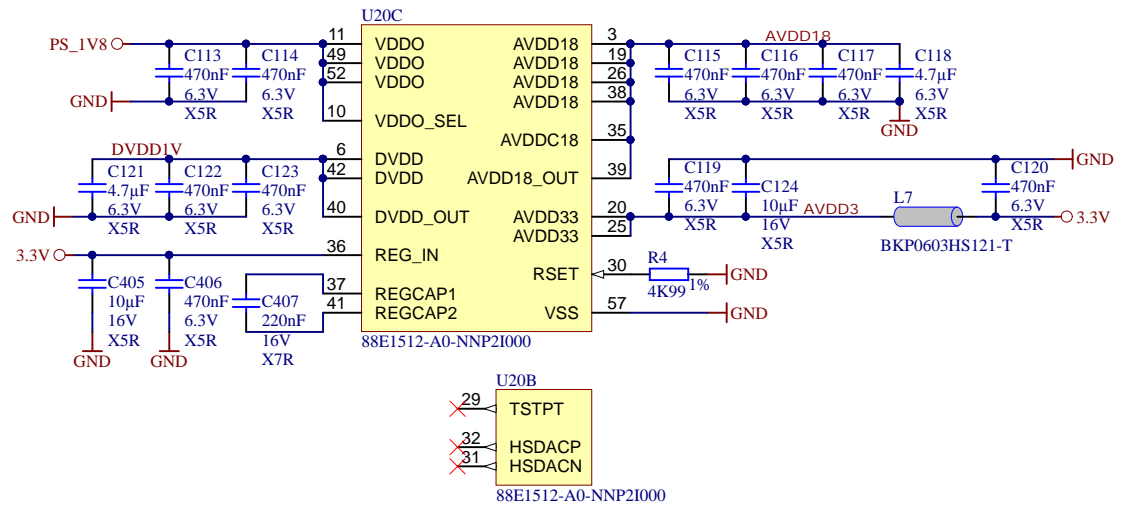 U20C
PS_1V8
11
VDDO
49
VDDO
52
VDDO
10
VDDO_SEL
6
DVDD
42
DVDD
40
DVDD_OUT
36
REG_IN
37
REGCAP1
41
REGCAP2
AVDD18
3
AVDD18
19
AVDD18
26
AVDD18
38
AVDDC18
35
AVDD18_OUT
39
AVDD33
20
AVDD33
25
RSET
30
VSS
57
88E1512-A0-NNP2I000
C113
470nF
6.3V
X5R
C114
470nF
6.3V
X5R
GND
DVDD1V
C121
4.7µF
6.3V
X5R
C122
470nF
6.3V
X5R
C123
470nF
6.3V
X5R
GND
3.3V
C405
10µF
16V
X5R
GND
C406
470nF
6.3V
X5R
GND
C407
220nF
16V
X7R
AVDD18
C115
470nF
6.3V
X5R
C116
470nF
6.3V
X5R
C117
470nF
6.3V
X5R
C118
4.7µF
6.3V
X5R
GND
C119
470nF
6.3V
X5R
C124
10µF
16V
X5R
AVDD3
L7
BKP0603HS121-T
C120
470nF
6.3V
X5R
GND
3.3V
R4
4K99
1%
GND
GND
U20B
29
TSTPT
32
HSDACP
31
HSDACN
88E1512-A0-NNP2I000